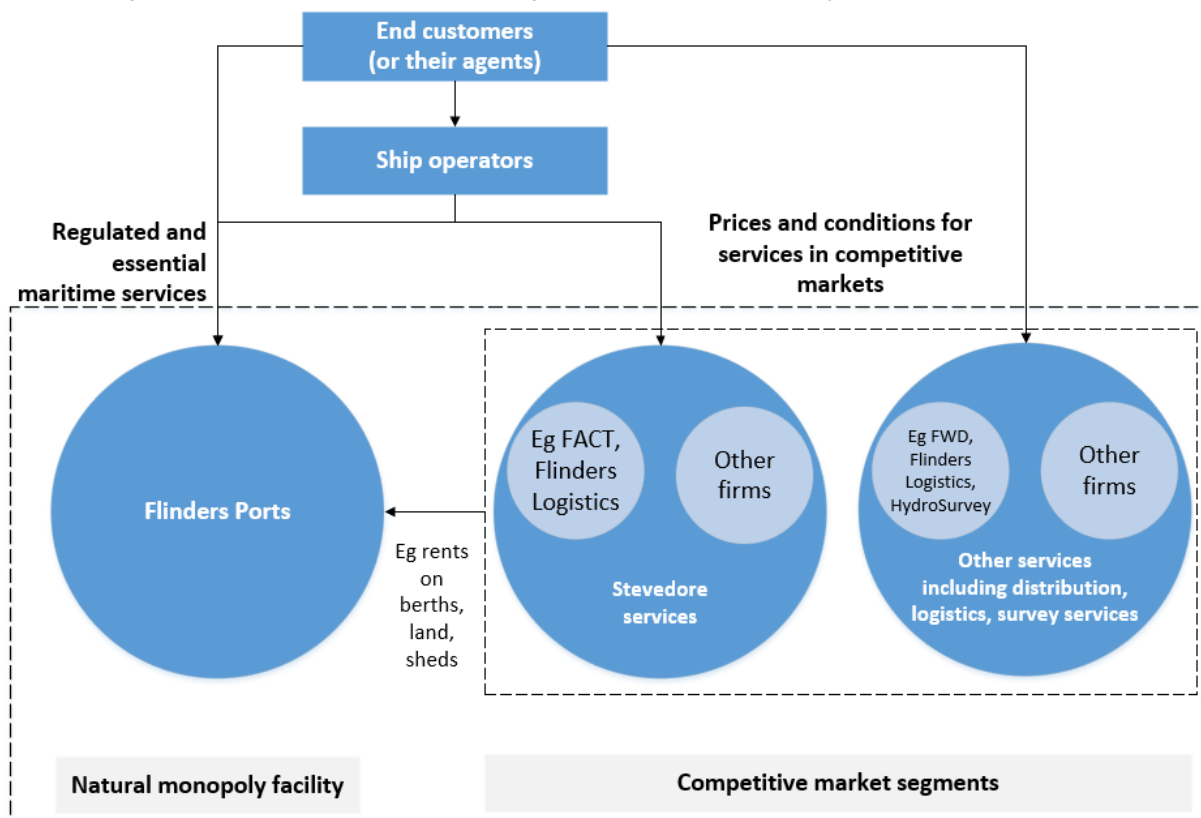 End customers
(or their agents)
Ship operators
Regulated and
essential
maritime services
Prices and conditions for
services in competitive
markets
Flinders Ports
Eg rents
on
berths,
land,
sheds
Eg FACT,
Flinders
Logistics
Other
firms
Stevedore
services
Eg FWD,
Flinders
Logistics,
HydroSurvey
Other
firms
Other services
including distribution,
logistics, survey services
Natural monopoly facility
Competitive market segments